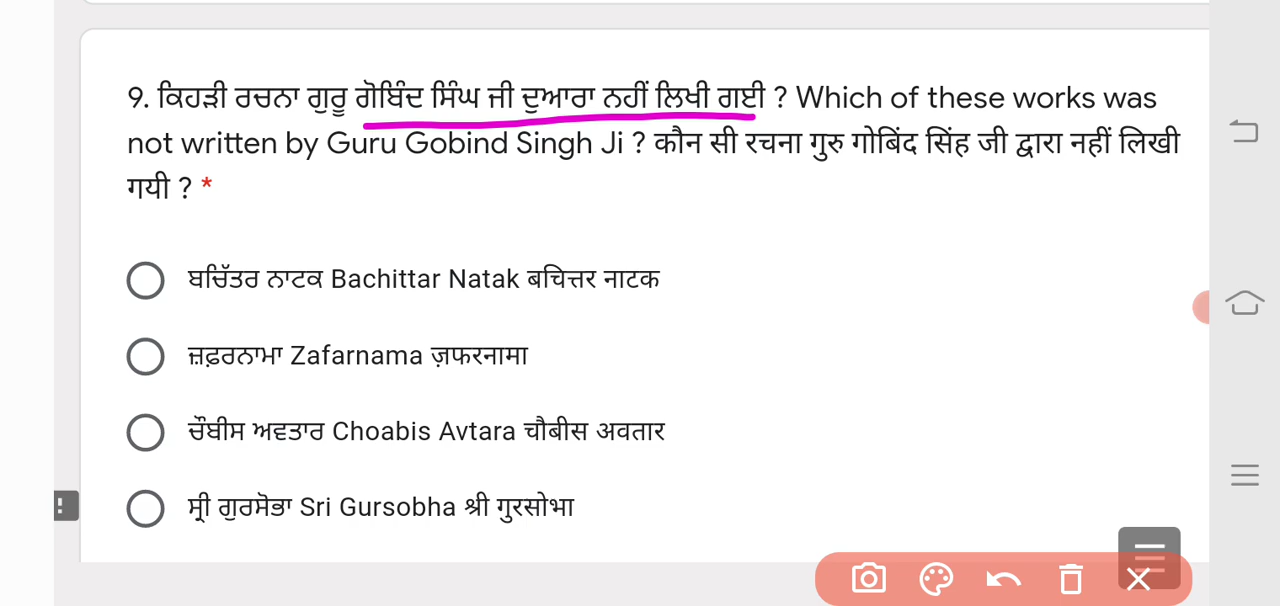 9. ਕਿਹੜੀ ਰਚਨਾ ਗੁਰੂ ਗੋਬਿੰਦ ਸਿੰਘ ਜੀ ਦੁਆਰਾ ਨਹੀਂ ਲਿਖੀ ਗਈ ? Which of these works was
not written by Guru Gobind Singh Ji ? कौन सी रचना गुरु गोबिंद सिंह जी द्वारा नहीं लिखी
गयी ? *
ਬਚਿੱਤਰ ਨਾਟਕ Bachittar Natak बचित्तर नाटक
ਜ਼ਫ਼ਰਨਾਮਾ Zafarnama ज़फरनामा
ਚੌਂਬੀਸ ਅਵਤਾਰ Choabis Avtara चौबीस अवतार
ਸ੍ਰੀ ਗੁਰਸੋਭਾ Sri Gursobha श्री गुरसोभा